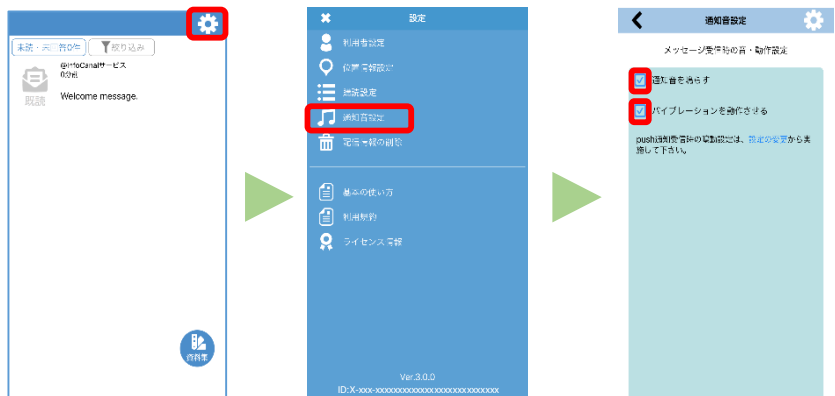 未読・未答0件
絞り込み
@InfoCanalサービス
0分前
既読
Welcome message.
資料集
設定
利用者設定
位置情報設定
接続設定
通知音設定
配信情報の削除
基本の使い方
利用規約
ライセンス情報
Ver.3.0.0
ID:X-xxx-xxxxxxxxxxxxxxxxxxxxxxxxxx
通知音設定
メッセージ受信時の音・動作設定
通知音を鳴らす
バイブレーションを動作させる
push通知受信時の鳴動設定は、設定の変更から実
施して下さい。